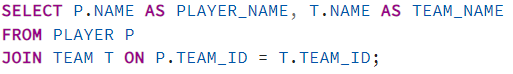 SELECT P.NAME AS PLAYER_NAME, T.NAME AS TEAM_NAME
FROM PLAYER P
JOIN TEAM T ON P.TEAM_ID = T.TEAM_ID;